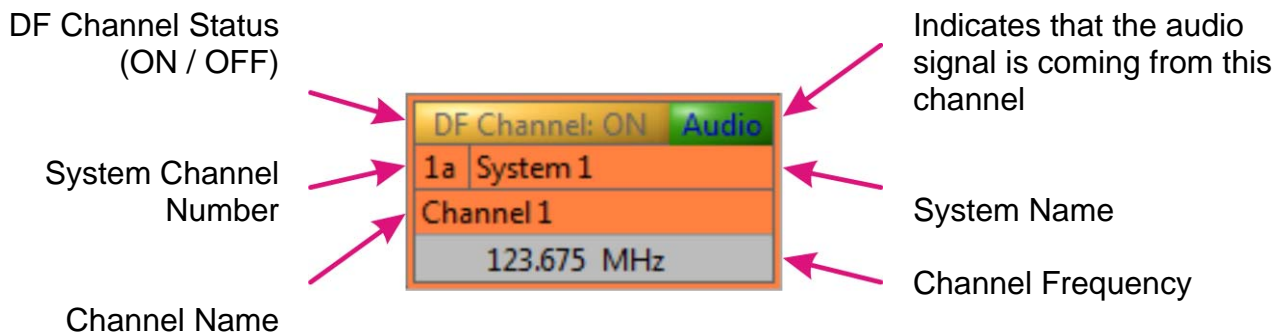 DF Channel Status
(ON / OFF)
Indicates that the audio
signal is coming from this
channel
DF Channel: ON Audio
1a System 1
Channel 1
123.675 MHz
System Channel
Number
System Name
Channel Frequency
Channel Name